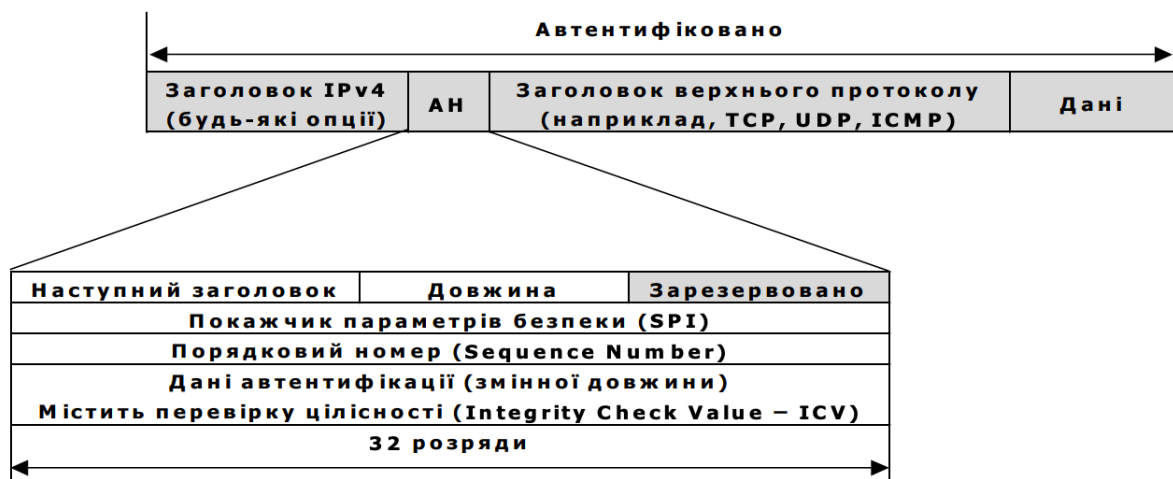 Автентифіковано
Заголовок IPv4
(будь-які опції)
АН
Заголовок верхнього протоколу
(наприклад, TCP, UDP, ICMP)
Дані
Наступний заголовок
Довжина
Зарезервовано
Покажчик параметрів безпеки (SPI)
Порядковий номер (Sequence Number)
Дані автентифікації (змінної довжини)
Містить перевірку цілісності (Integrity Check Value – ICV)
32 розряди